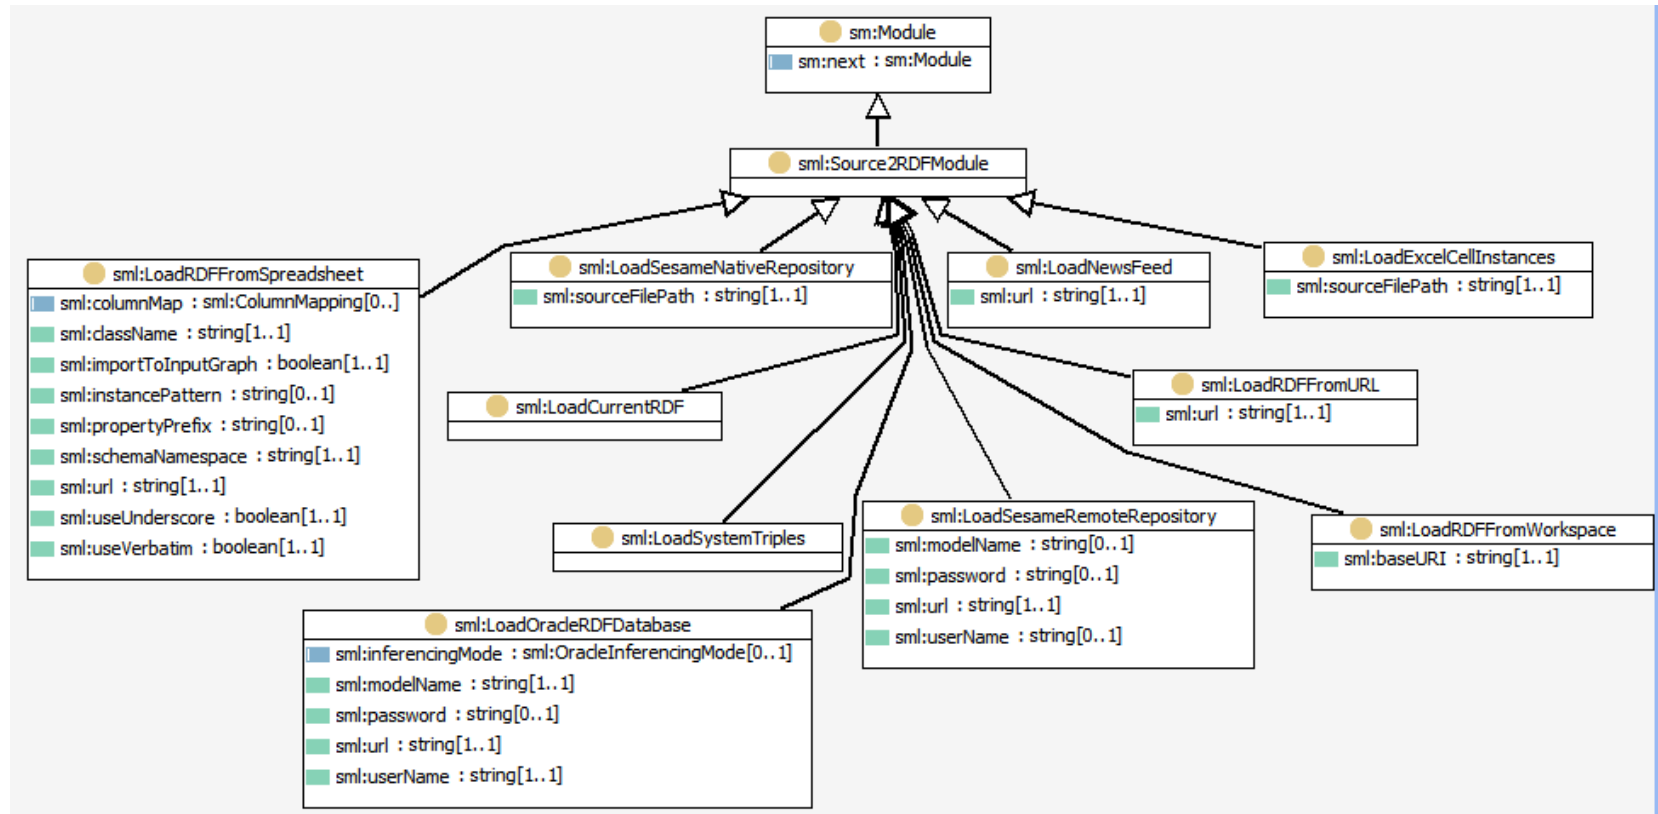 sm:Module
sm:next : sm:Module
sml:Source2RDFModule
sml:LoadRDFFromSpreadsheet
sml:columnMap : sml:ColumnMapping[0..]
sml:className : string[1..1]
sml:importToInputGraph : boolean[1..1]
sml:instancePattern : string[0..1]
sml:propertyPrefix : string[0..1]
sml:schemaNamespace : string[1..1]
sml:url : string[1..1]
sml:useUnderscore : boolean[1..1]
sml:useVerbatim : boolean[1..1]
sml:LoadSesameNativeRepository
sml:sourceFilePath : string[1..1]
sml:LoadNewsFeed
sml:url : string[1..1]
sml:LoadExcelCellInstances
sml:sourceFilePath : string[1..1]
sml:LoadCurrentRDF
sml:LoadRDFFromURL
sml:url : string[1..1]
sml:LoadSystemTriples
sml:LoadSesameRemoteRepository
sml:modelName : string[0..1]
sml:password : string[0..1]
sml:url : string[1..1]
sml:userName : string[0..1]
sml:LoadRDFFromWorkspace
sml:baseURI : string[1..1]
sml:LoadOracleRDFDatabase
sml:inferencingMode : sml:OracleInferencingMode[0..1]
sml:modelName : string[1..1]
sml:password : string[0..1]
sml:url : string[1..1]
sml:userName : string[1..1]